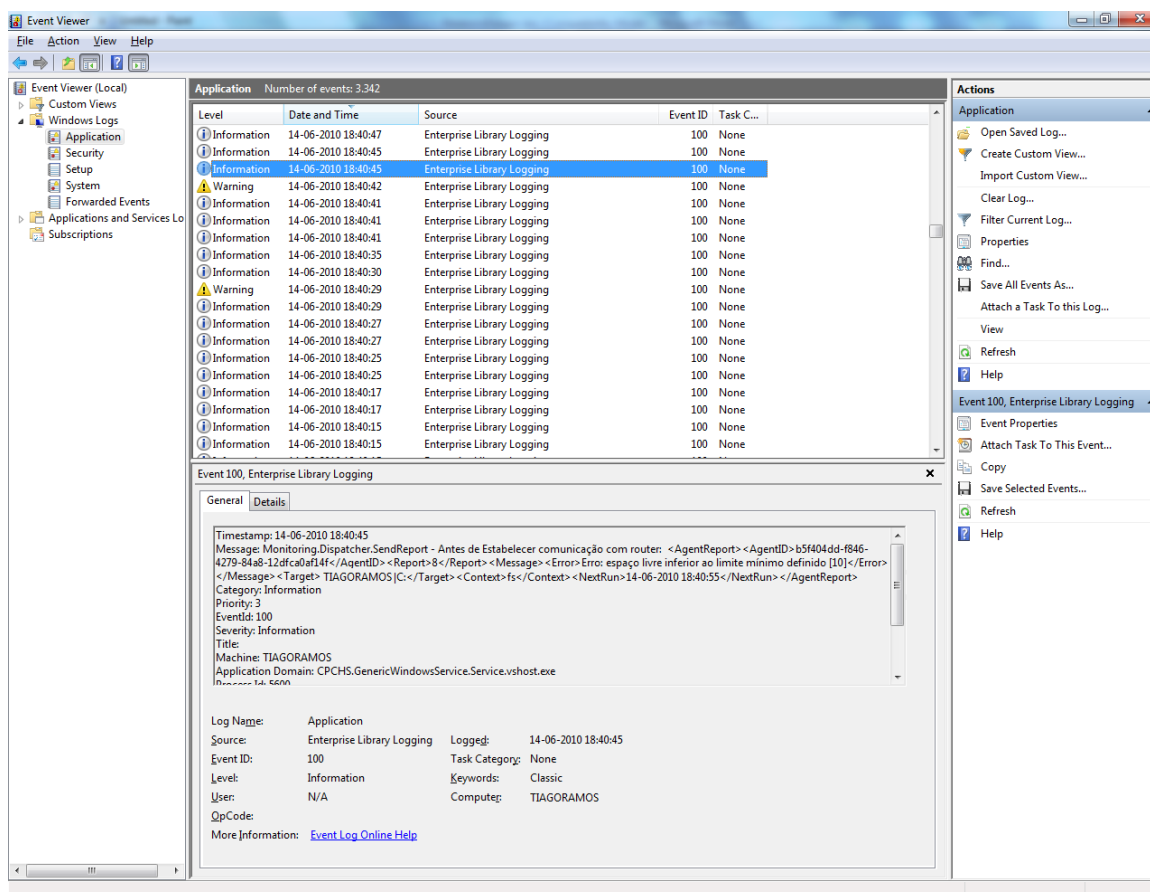 Event Viewer
File Action View Help
Event Viewer (Local)
Custom Views
Windows Logs
Application
Security
Setup
System
Forwarded Events
Applications and Services Lo
Subscriptions
Application Number of events: 3.342
Level Date and Time Source Event ID Task C...
Information 14-06-2010 18:40:47 Enterprise Library Logging 100 None
Information 14-06-2010 18:40:45 Enterprise Library Logging 100 None
Information 14-06-2010 18:40:45 Enterprise Library Logging 100 None
Warning 14-06-2010 18:40:42 Enterprise Library Logging 100 None
Information 14-06-2010 18:40:41 Enterprise Library Logging 100 None
Information 14-06-2010 18:40:41 Enterprise Library Logging 100 None
Information 14-06-2010 18:40:41 Enterprise Library Logging 100 None
Information 14-06-2010 18:40:35 Enterprise Library Logging 100 None
Information 14-06-2010 18:40:30 Enterprise Library Logging 100 None
Warning 14-06-2010 18:40:29 Enterprise Library Logging 100 None
Information 14-06-2010 18:40:29 Enterprise Library Logging 100 None
Information 14-06-2010 18:40:27 Enterprise Library Logging 100 None
Information 14-06-2010 18:40:27 Enterprise Library Logging 100 None
Information 14-06-2010 18:40:25 Enterprise Library Logging 100 None
Information 14-06-2010 18:40:25 Enterprise Library Logging 100 None
Information 14-06-2010 18:40:17 Enterprise Library Logging 100 None
Information 14-06-2010 18:40:17 Enterprise Library Logging 100 None
Information 14-06-2010 18:40:15 Enterprise Library Logging 100 None
Information 14-06-2010 18:40:15 Enterprise Library Logging 100 None
Event 100, Enterprise Library Logging
General Details
Timestamp: 14-06-2010 18:40:45
Message: Monitoring.Dispatcher.SendReport - Antes de Estabelecer comunicação com router: <AgentReport><AgentID>b5f404dd-f846-
4279-84a8-12dfca0af14f</AgentID><Report>8</Report><Message><Error>Erro: espaço livre inferior ao limite mínimo definido [10]</Error>
</Message><Target> TIAGORAMOS|C:</Target><Context>fs</Context><NextRun>14-06-2010 18:40:55</NextRun></AgentReport>
Category: Information
Priority: 3
EventId: 100
Severity: Information
Title:
Machine: TIAGORAMOS
Application Domain: CPCHS.GenericWindowsService.Service.vshost.exe
Process Id: 5600
Log Name: Application
Source: Enterprise Library Logging Logged: 14-06-2010 18:40:45
Event ID: 100 Task Category: None
Level: Information Keywords: Classic
User: N/A Computer: TIAGORAMOS
OpCode:
More Information: Event Log Online Help
Actions
Application
Open Saved Log...
Create Custom View...
Import Custom View...
Clear Log...
Filter Current Log...
Properties
Find...
Save All Events As...
Attach a Task To this Log...
View
Refresh
Help
Event 100, Enterprise Library Logging
Event Properties
Attach Task To This Event...
Copy
Save Selected Events...
Refresh
Help